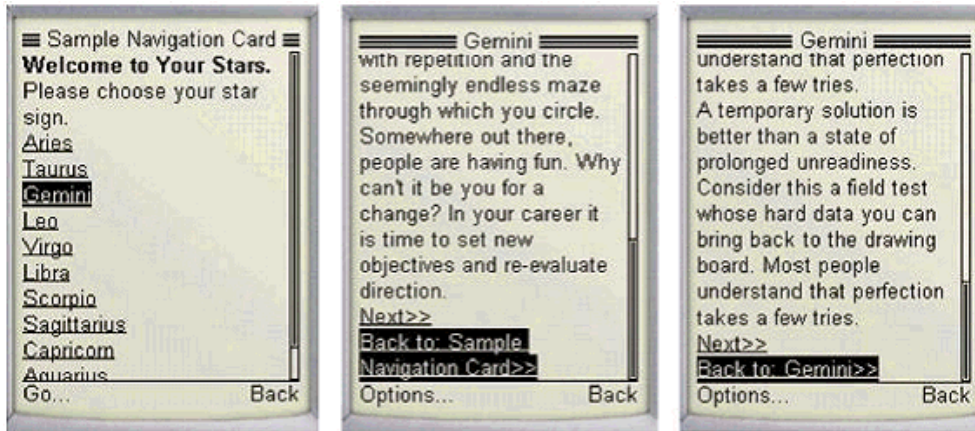 Sample Navigation Card
Welcome to Your Stars.
Please choose your star
sign.
Aries
Taurus
Gemini
Leo
Virgo
Libra
Scorpio
Sagittarius
Capricorn
Aquarius
Go... Back
Gemini
with repetition and the
seemingly endless maze
through which you circle.
Somewhere out there,
people are having fun. Why
can't it be you for a
change? In your career it
is time to set new
objectives and re-evaluate
direction.
Next>>
Back to: Sample
Navigation Card>>
Options... Back
Gemini
understand that perfection
takes a few tries.
A temporary solution is
better than a state of
prolonged unreadiness.
Consider this a field test
whose hard data you can
bring back to the drawing
board. Most people
understand that perfection
takes a few tries.
Next>>
Back to: Gemini>>
Options... Back